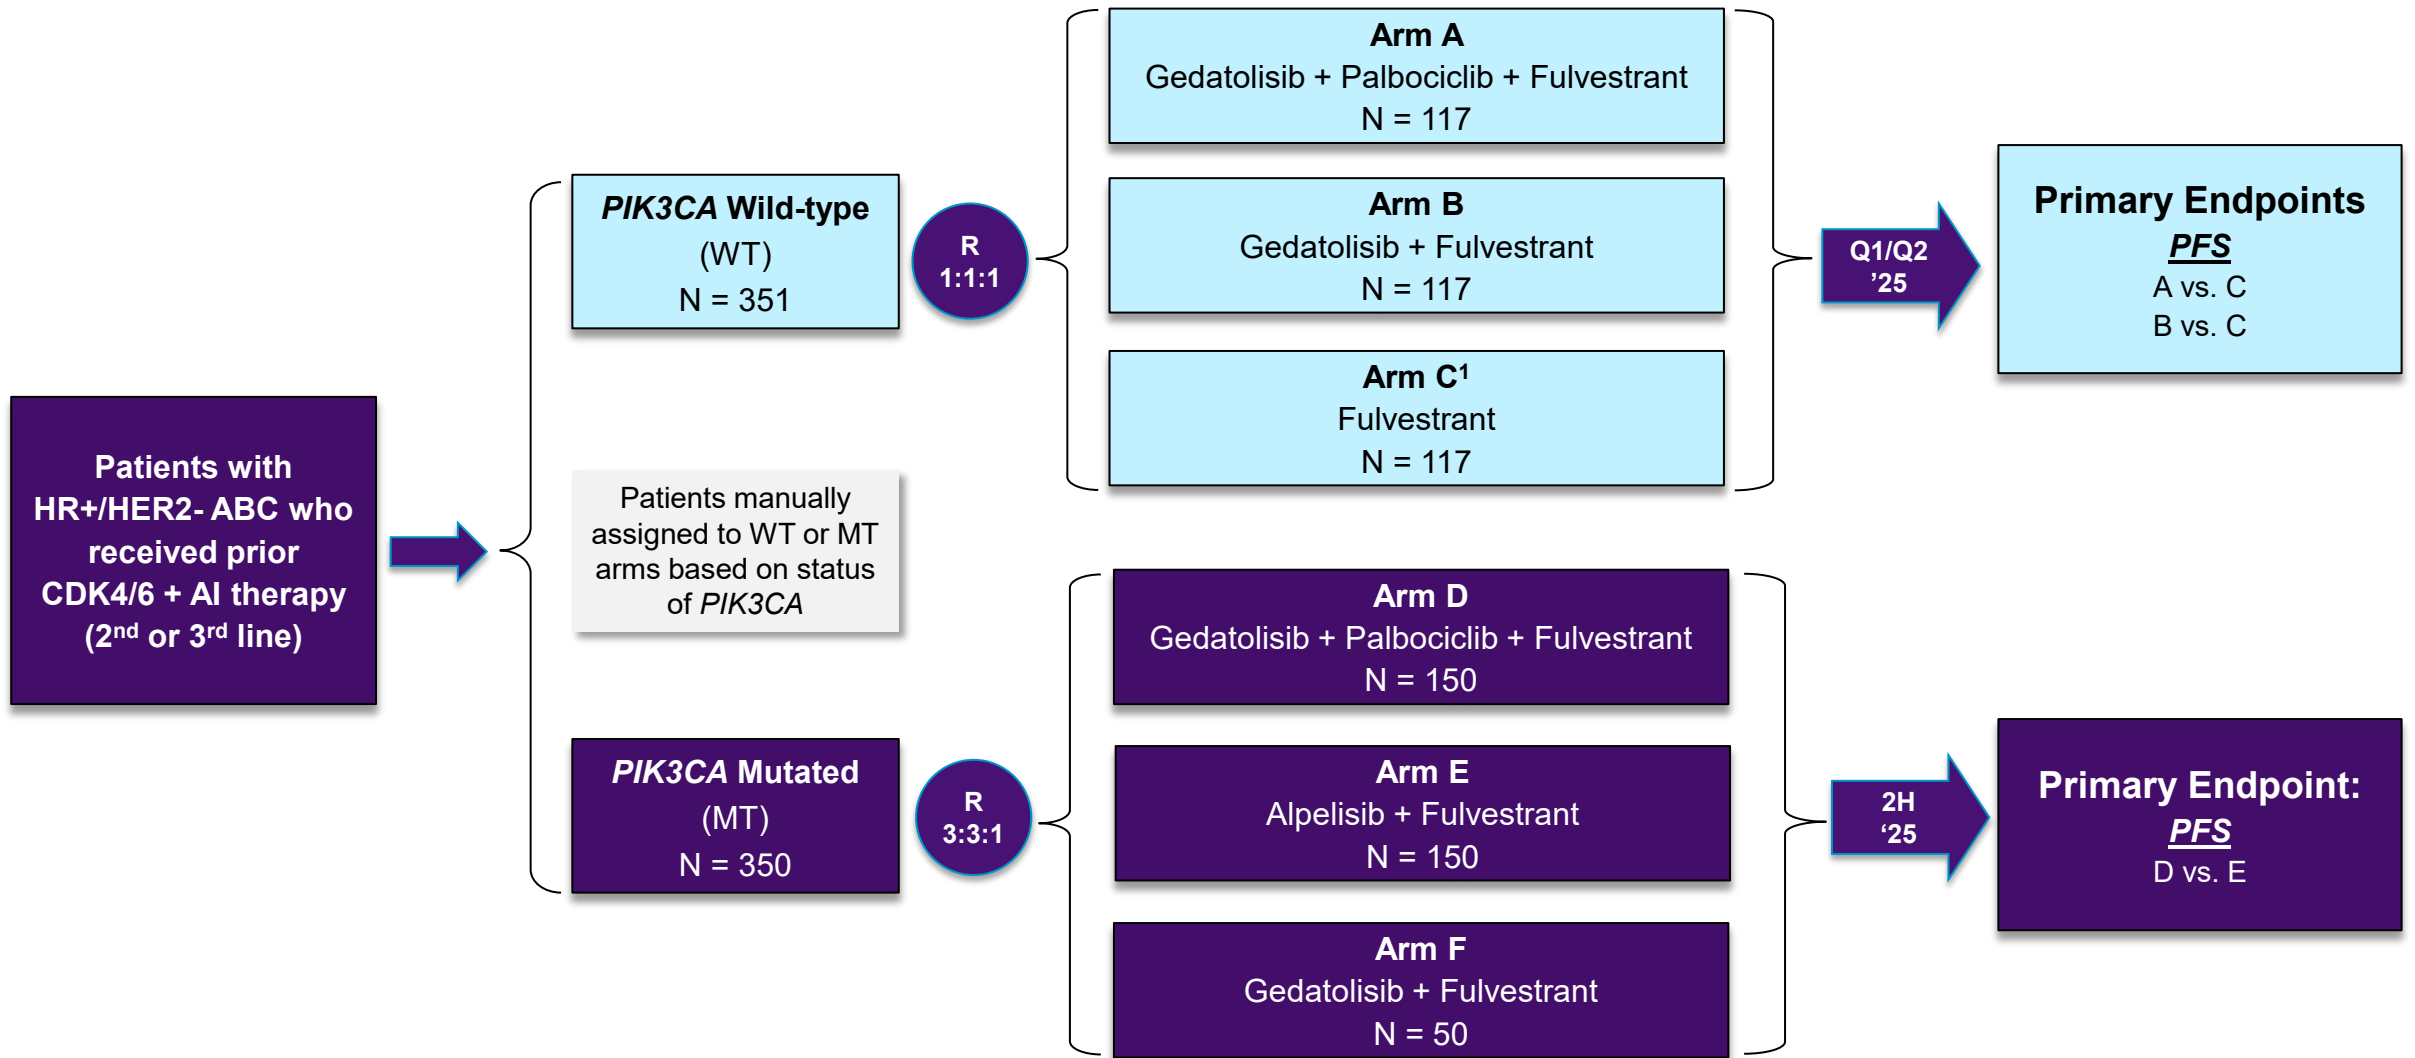 Patients with
HR+/HER2- ABC who
received prior
CDK4/6 + AI therapy
(2nd or 3rd line)
PIK3CA Wild-type
(WT)
N = 351
Patients manually
assigned to WT or MT
arms based on status
of PIK3CA
PIK3CA Mutated
(MT)
N = 350
R
1:1:1
R
3:3:1
Arm A
Gedatolisib + Palbociclib + Fulvestrant
N = 117
Arm B
Gedatolisib + Fulvestrant
N = 117
Arm C¹
Fulvestrant
N = 117
Arm D
Gedatolisib + Palbociclib + Fulvestrant
N = 150
Arm E
Alpelisib + Fulvestrant
N = 150
Arm F
Gedatolisib + Fulvestrant
N = 50
Q1/Q2
’25
2H
‘25
Primary Endpoints
PFS
A vs. C
B vs. C
Primary Endpoint:
PFS
D vs. E